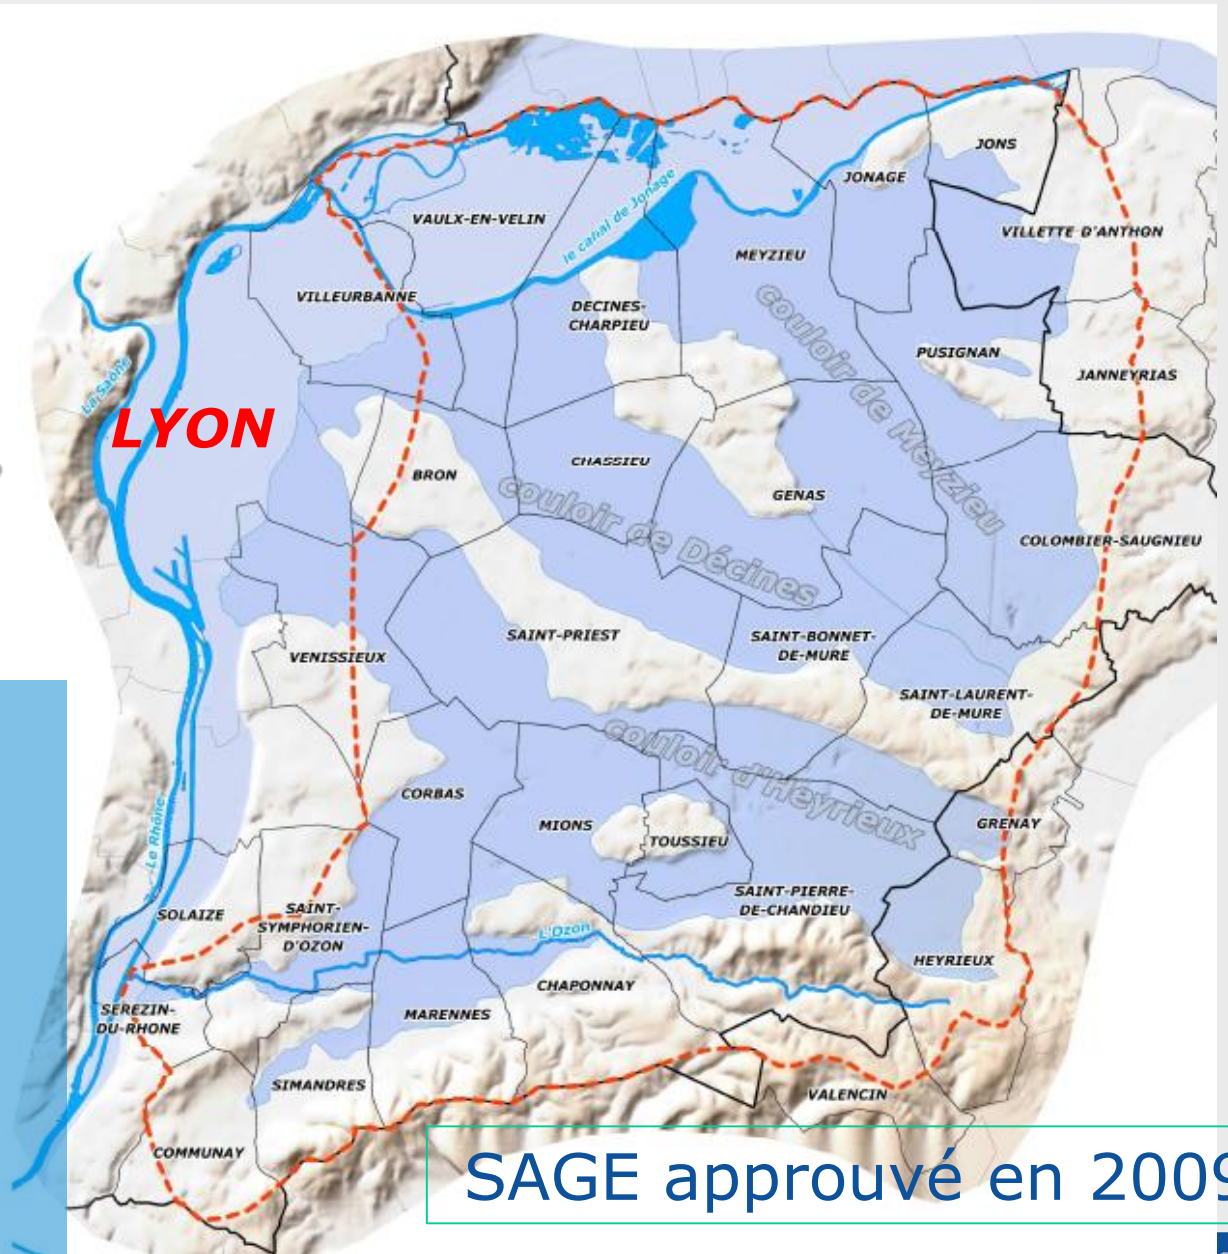 JONS
JONAGE
VAULX-EN-VELIN
le canal de Jonage
VILLETTE D'ANTHON
MEYZIEU
VILLEURBANNE
DECINES-
CHARPIEU
couloir de Meyzieu
PUSIGNAN
JANNEYRIAS
La Saône
LYON
BRON
CHASSIEU
GENAS
couloir de Décines
COLOMBIER-SAUGNIEU
SAINT-PRIEST
SAINT-BONNET-
DE-MURE
VENISSIEUX
SAINT-LAURENT-
DE-MURE
couloir d'Heyrieux
CORBAS
MIONS
TOUSSIEU
GRENAY
Le Rhône
SAINT-PIERRE-
DE-CHANDIEU
SOLAIZE
SAINT-
SYMPHORIEN-
D'OZON
L'Ozon
HEYRIEUX
CHAPONNAY
SEREZIN-
DU-RHONE
MARENNES
SIMANDRES
VALENCIN
COMMUNAY
SAGE approuvé en 2009